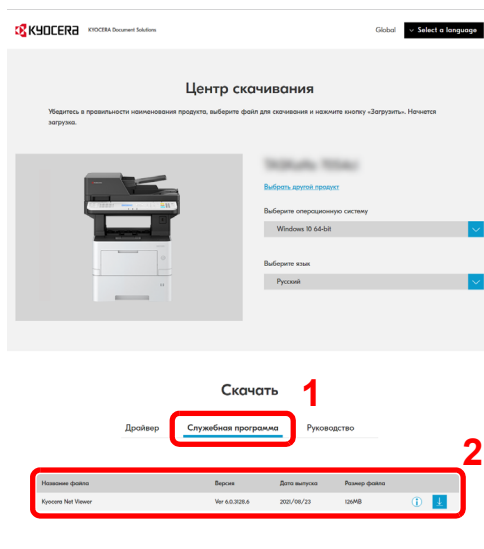 KYOCERA KYOCERA Document Solutions Global Select a language
Центр скачивания
Убедитесь в правильности наименования продукта, выберите файл для скачивания и нажмите кнопку «Загрузить». Начнется
загрузка.
Выбрать другой продукт
Выберите операционную систему
Windows 10 64-bit
Выберите язык
Русский
Скачать
1
Драйвер Служебная программа Руководство
2
Название файла Версия Дата выпуска Размер файла
Kyocera Net Viewer Ver 6.0.3128.6 2021/08/23 126MB